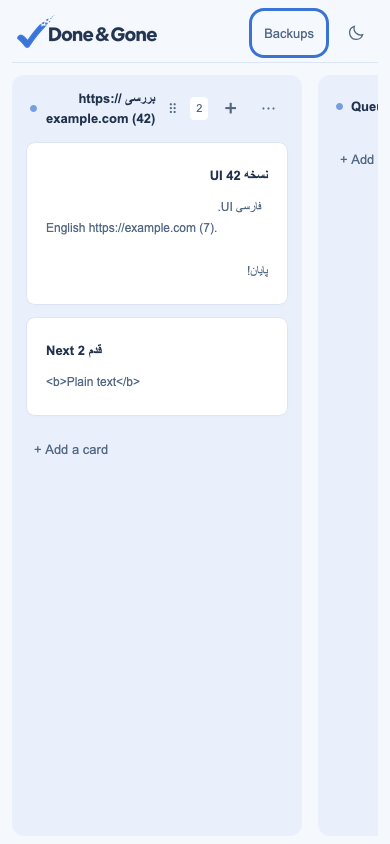 Done & Gone
Backups
بررسی https://
example.com (42)
2
Add
نسخه 42 UI
فارسی UI.
English https://example.com (7).
پایان!
Next 2 قدم
<b>Plain text</b>
+ Add a card
+ Add